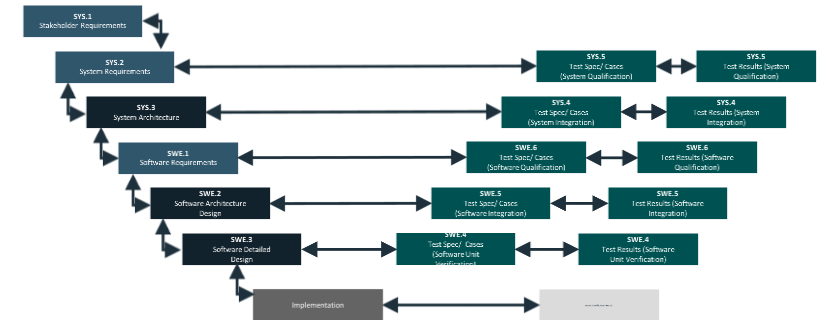 SYS.1
Stakeholder Requirements
SYS.2
System Requirements
SYS.5
Test Spec/ Cases
(System Qualification)
SYS.5
Test Results (System
Qualification)
SYS.3
System Architecture
SYS.4
Test Spec/ Cases
(System Integration)
SYS.4
Test Results (System
Integration)
SWE.1
Software Requirements
SWE.6
Test Spec/ Cases
(Software Qualification)
SWE.6
Test Results (Software
Qualification)
SWE.2
Software Architecture
Design
SWE.5
Test Spec/ Cases
(Software Integration)
SWE.5
Test Results (Software
Integration)
SWE.3
Software Detailed
Design
SWE.4
Test Spec/ Cases
(Software Unit
Verification)
SWE.4
Test Results (Software
Unit Verification)
Implementation